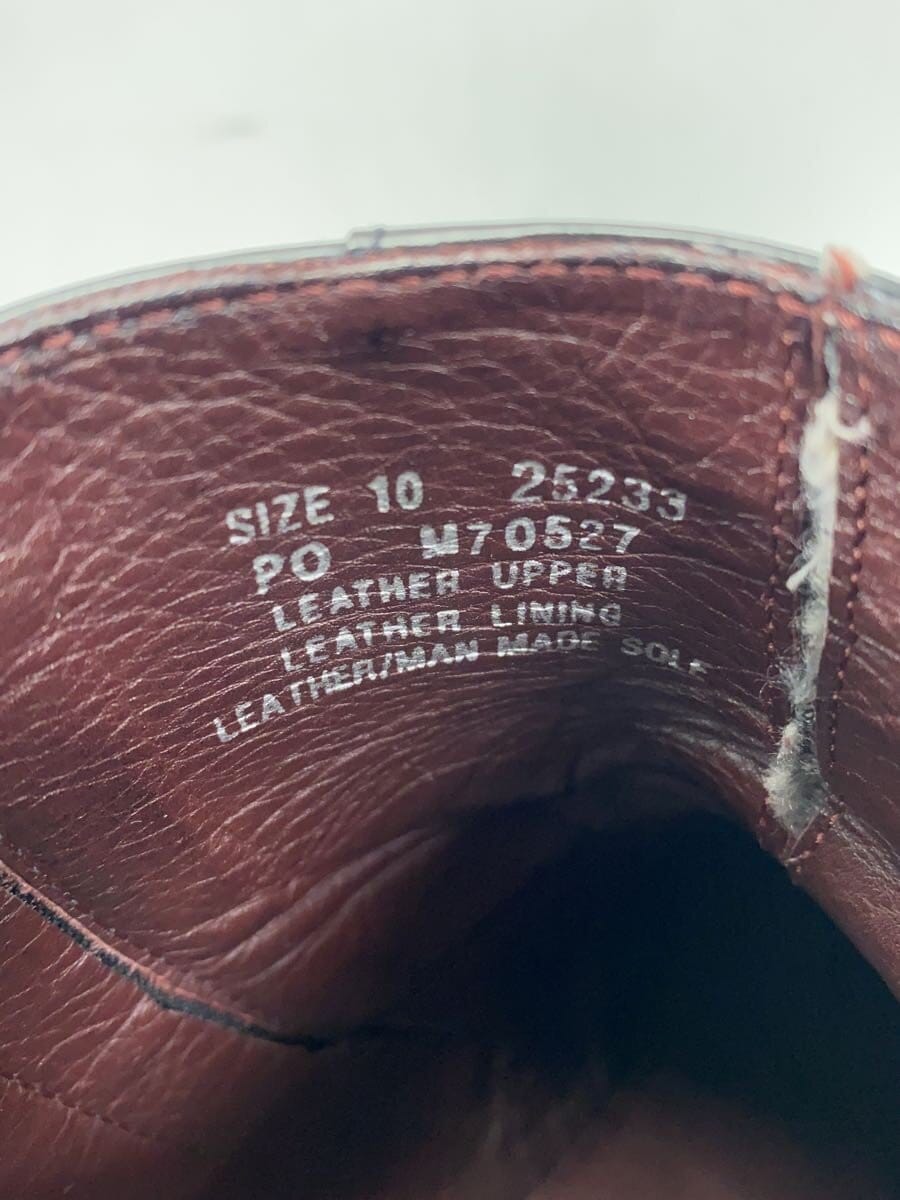 SIZE 10 25233
PO M70527
LEATHER UPPER
LEATHER LINING
LEATHER/MAN MADE SOLE